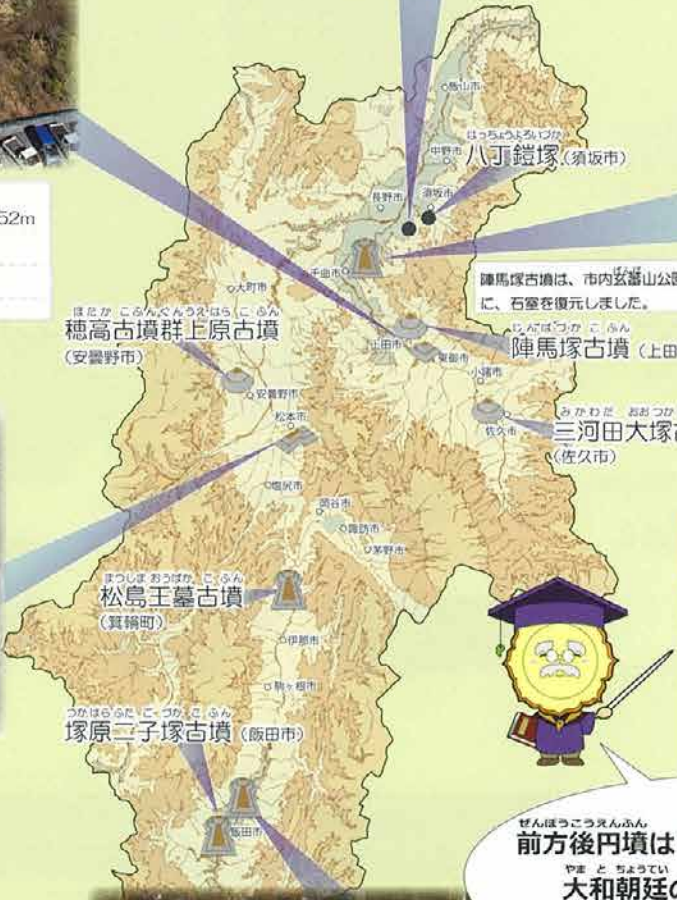 飯山市
はっちょうよろいづか
中野市
八丁鎧塚(須坂市)
長野市
須坂市
52m
千曲市
陣馬塚古墳は、市内玄蕃山公園
に、石室を復元しました。
大町市
ほたか こふんぐんうえはら こ ふん
穂高古墳群上原古墳
(安曇野市)
じんばづか こ ふん
陣馬塚古墳(上田
上田市
東御市
小諸市
安曇野市
みかわだ おおつか
三河田大塚古
(佐久市)
佐久市
松本市
塩尻市
岡谷市
諏訪市
茅野市
まつしま おうはか こ ふん
松島王墓古墳
(箕輪町)
伊那市
駒ヶ根市
つかはらふた ご づか こ ふん
塚原二子塚古墳(飯田市)
飯田市
ぜんぽうこうえんふん
前方後円墳は
やま と ちょうてい
大和朝廷の